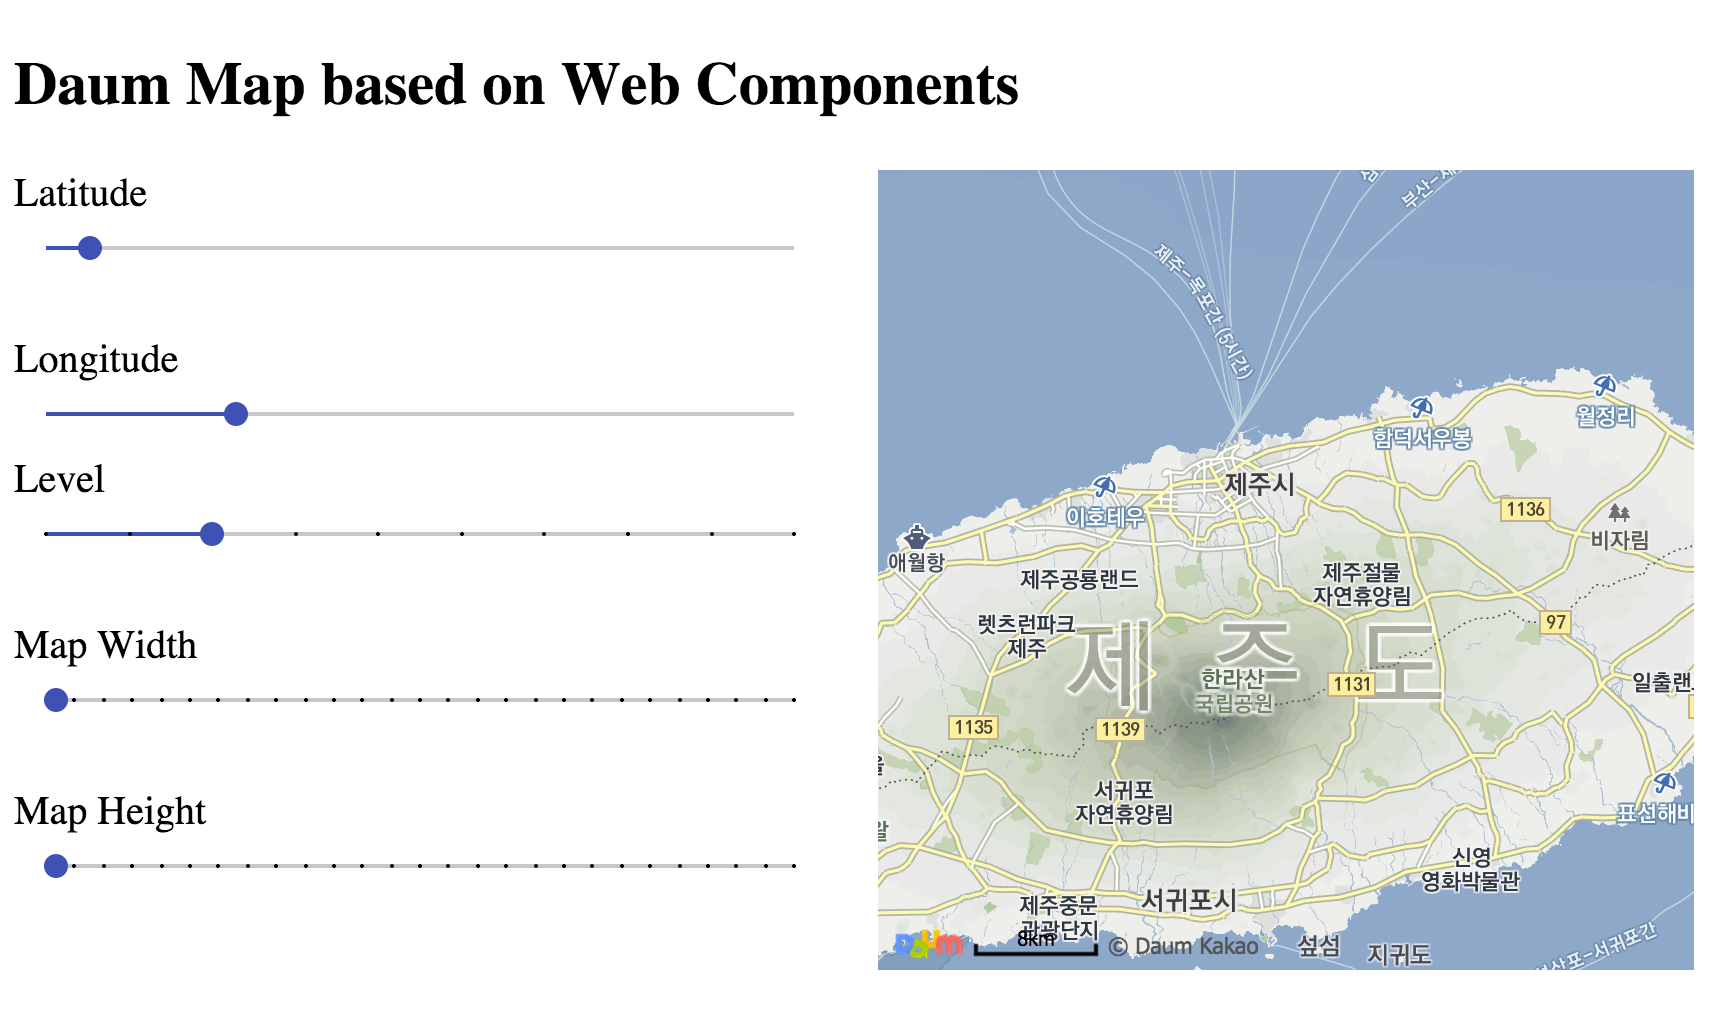 Daum Map based on Web Components
Latitude
Longitude
Level
Map Width
Map Height
부산-제
제주-목포간 (5시간)
월정리
함덕서우봉
제주시
이호테우
1136
비자림
애월항
제주공룡랜드
제주절물
자연휴양림
렛츠런파크
제주
97
제주도
한라산
국립공원
1131
일출랜
1135
1139
서귀포
자연휴양림
표선해비
신영
영화박물관
서귀포시
제주중문
관광단지
Daum
8km
© Daum Kakao
섶섬
지귀도
성산포-서귀포간